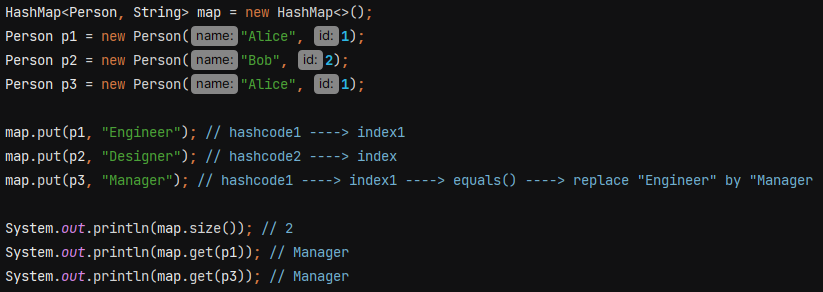 HashMap<Person, String> map = new HashMap<>();
Person p1 = new Person( name: "Alice", id: 1);
Person p2 = new Person( name: "Bob", id: 2);
Person p3 = new Person( name: "Alice", id: 1);
map.put(p1, "Engineer"); // hashcode1 ----> index1
map.put(p2, "Designer"); // hashcode2 ----> index
map.put(p3, "Manager"); // hashcode1 ----> index1 ----> equals() ----> replace "Engineer" by "Manager
System.out.println(map.size()); // 2
System.out.println(map.get(p1)); // Manager
System.out.println(map.get(p3)); // Manager